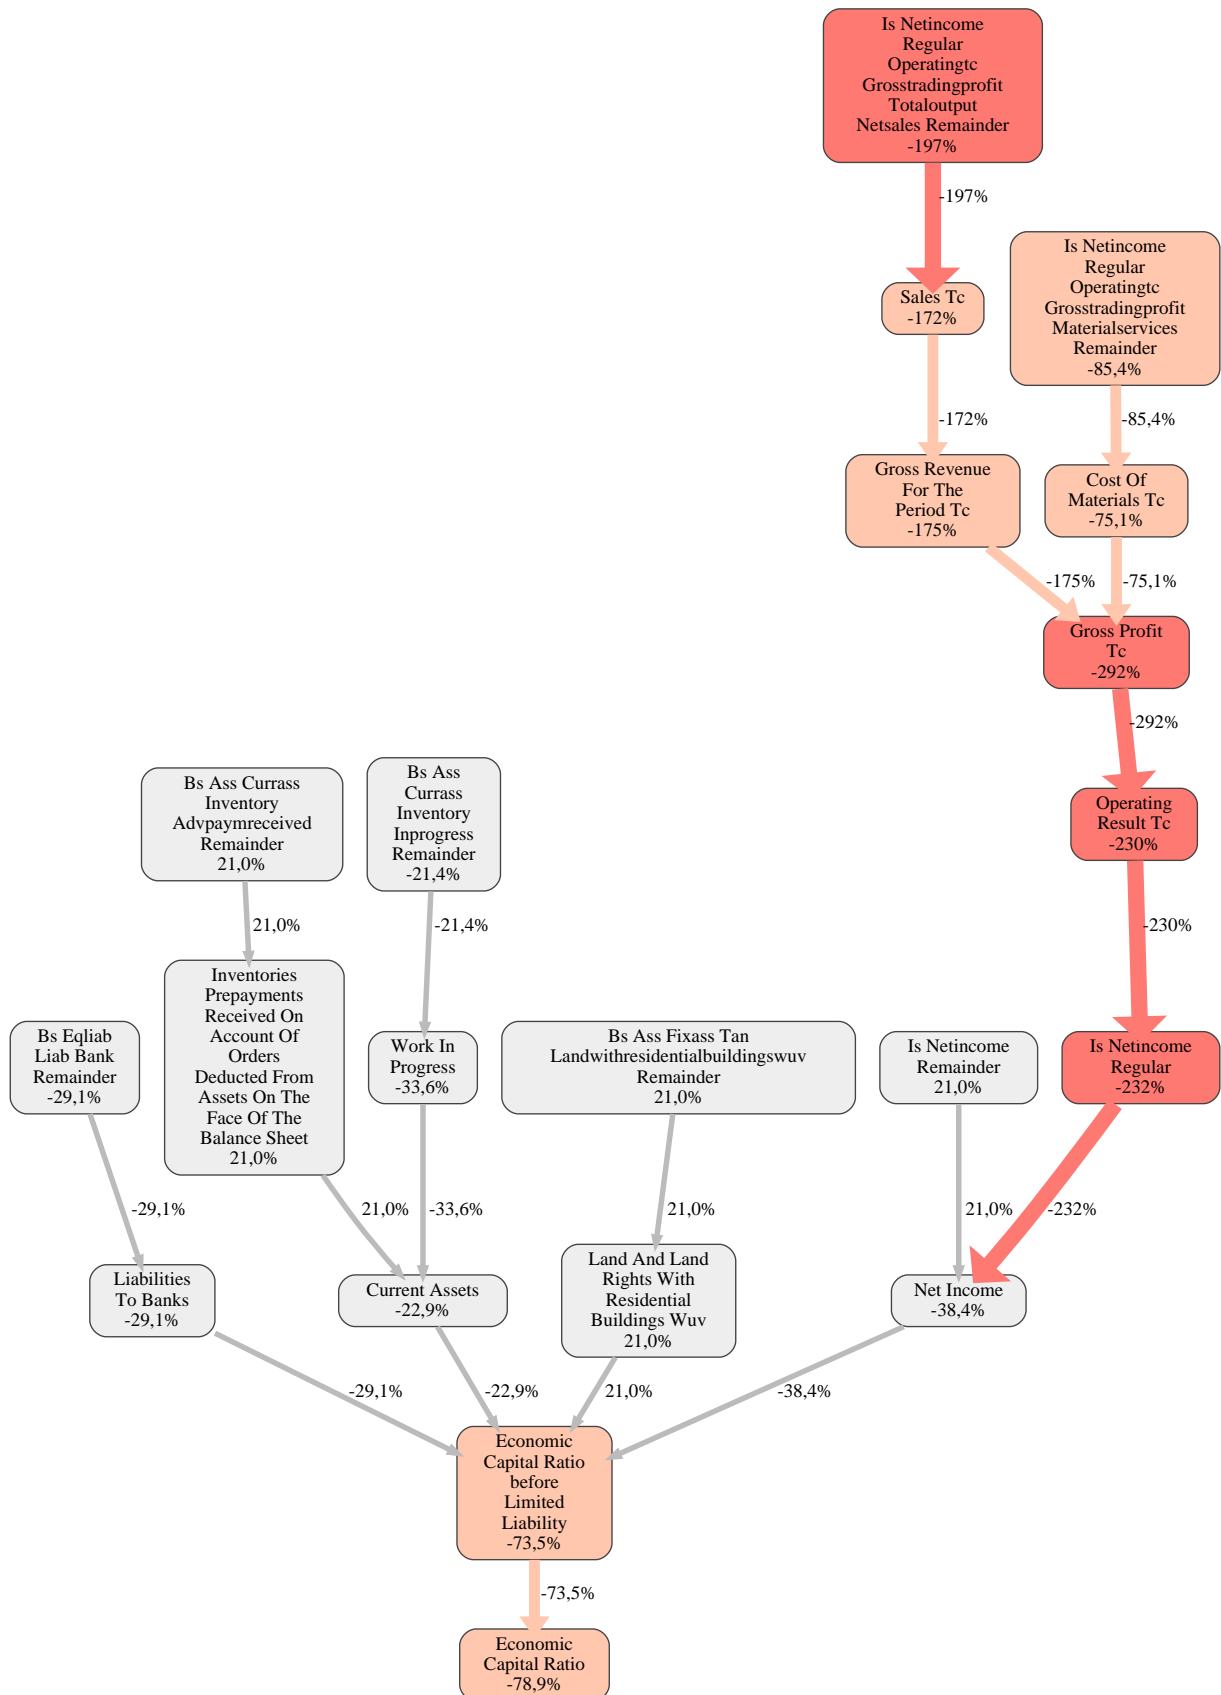 Is Netincome
Regular
Operatingtc
Grosstradingprofit
Totaloutput
Netsales Remainder
-197%
-197%
Is Netincome
Regular
Operatingtc
Grosstradingprofit
Materialservices
Remainder
-85,4%
Sales Tc
-172%
-172%
-85,4%
Gross Revenue
For The
Period Tc
-175%
Cost Of
Materials Tc
-75,1%
-175%
-75,1%
Gross Profit
Tc
-292%
-292%
Bs Ass Currass
Inventory
Advpaymreceived
Remainder
21,0%
Bs Ass
Currass
Inventory
Inprogress
Remainder
-21,4%
Operating
Result Tc
-230%
21,0%
-21,4%
-230%
Bs Eqliab
Liab Bank
Remainder
-29,1%
Inventories
Prepayments
Received On
Account Of
Orders
Deducted From
Assets On The
Face Of The
Balance Sheet
21,0%
Work In
Progress
-33,6%
Bs Ass Fixass Tan
Landwithresidentialbuildingswuv
Remainder
21,0%
Is Netincome
Remainder
21,0%
Is Netincome
Regular
-232%
-29,1%
21,0%
-33,6%
21,0%
21,0%
-232%
Liabilities
To Banks
-29,1%
Current Assets
-22,9%
Land And Land
Rights With
Residential
Buildings Wuv
21,0%
Net Income
-38,4%
-29,1%
-22,9%
21,0%
-38,4%
Economic
Capital Ratio
before
Limited
Liability
-73,5%
-73,5%
Economic
Capital Ratio
-78,9%